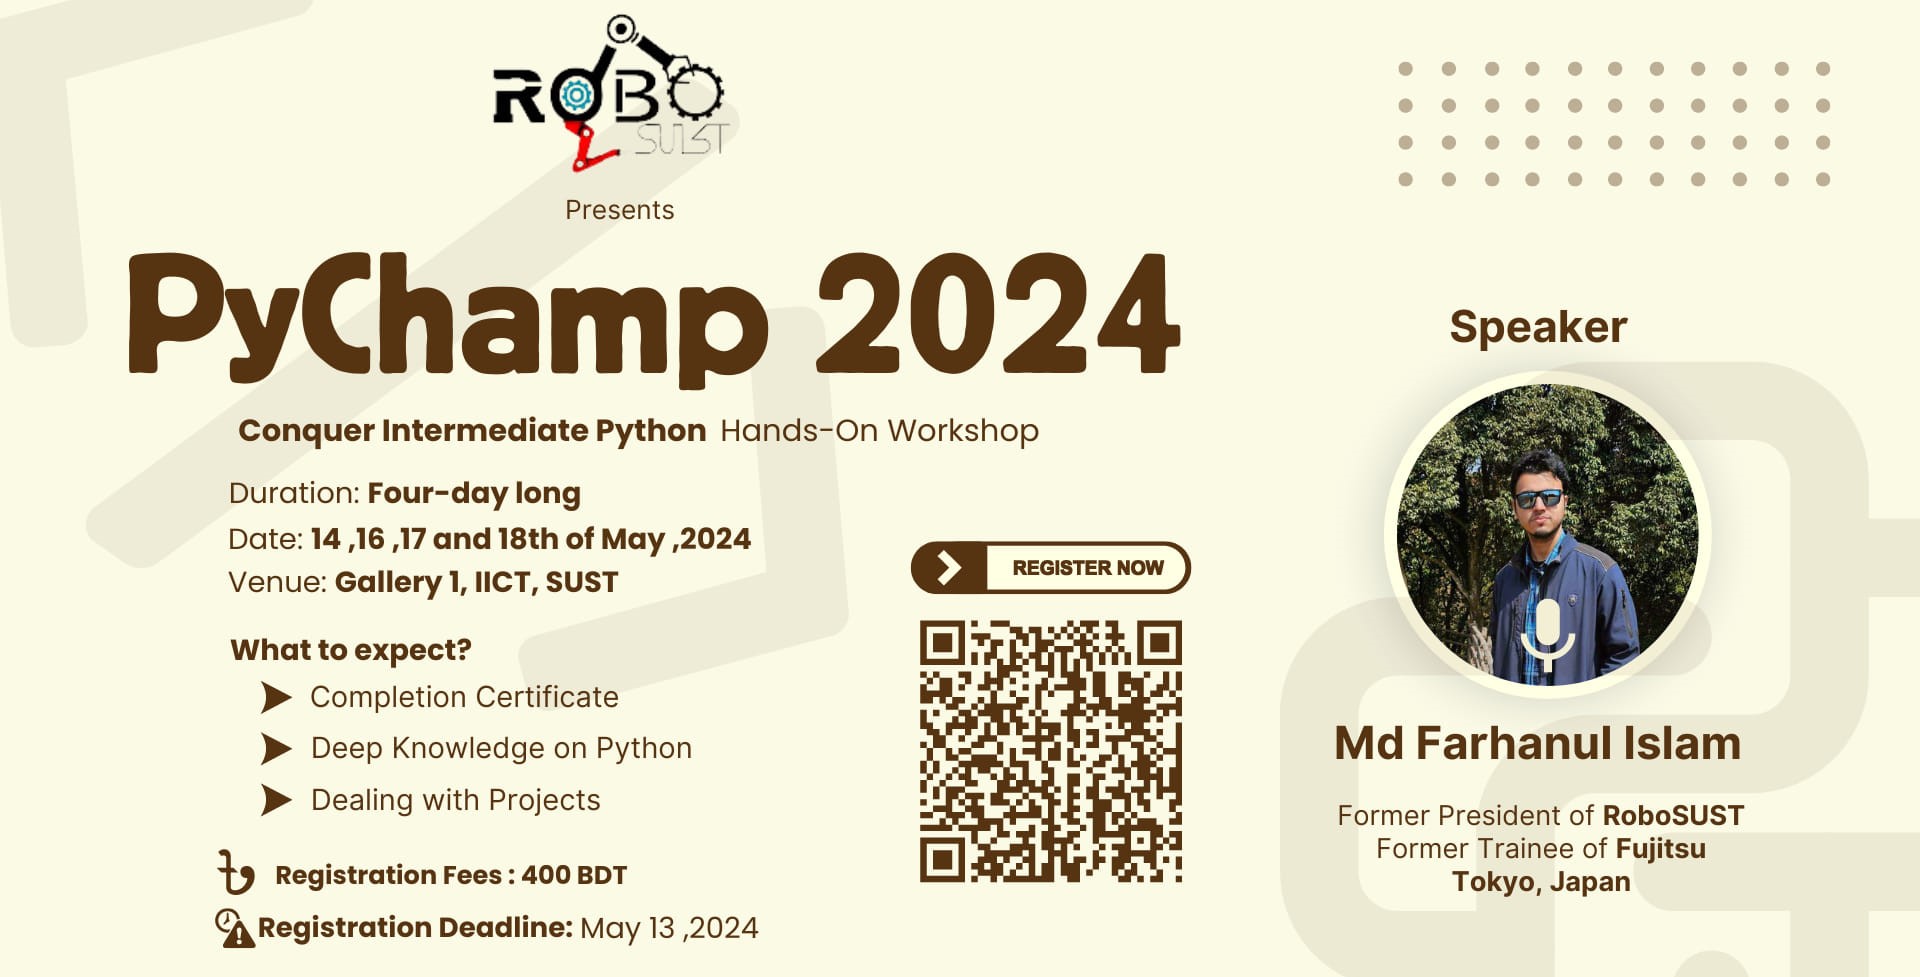 ROBO
SUST
Presents
PyChamp 2024
Conquer Intermediate Python Hands-On Workshop
Duration: Four-day long
Date: 14 ,16 ,17 and 18th of May ,2024
Venue: Gallery 1, IICT, SUST
What to expect?
Completion Certificate
Deep Knowledge on Python
Dealing with Projects
৳ Registration Fees : 400 BDT
Registration Deadline: May 13 ,2024
REGISTER NOW
Speaker
Md Farhanul Islam
Former President of RoboSUST
Former Trainee of Fujitsu
Tokyo, Japan